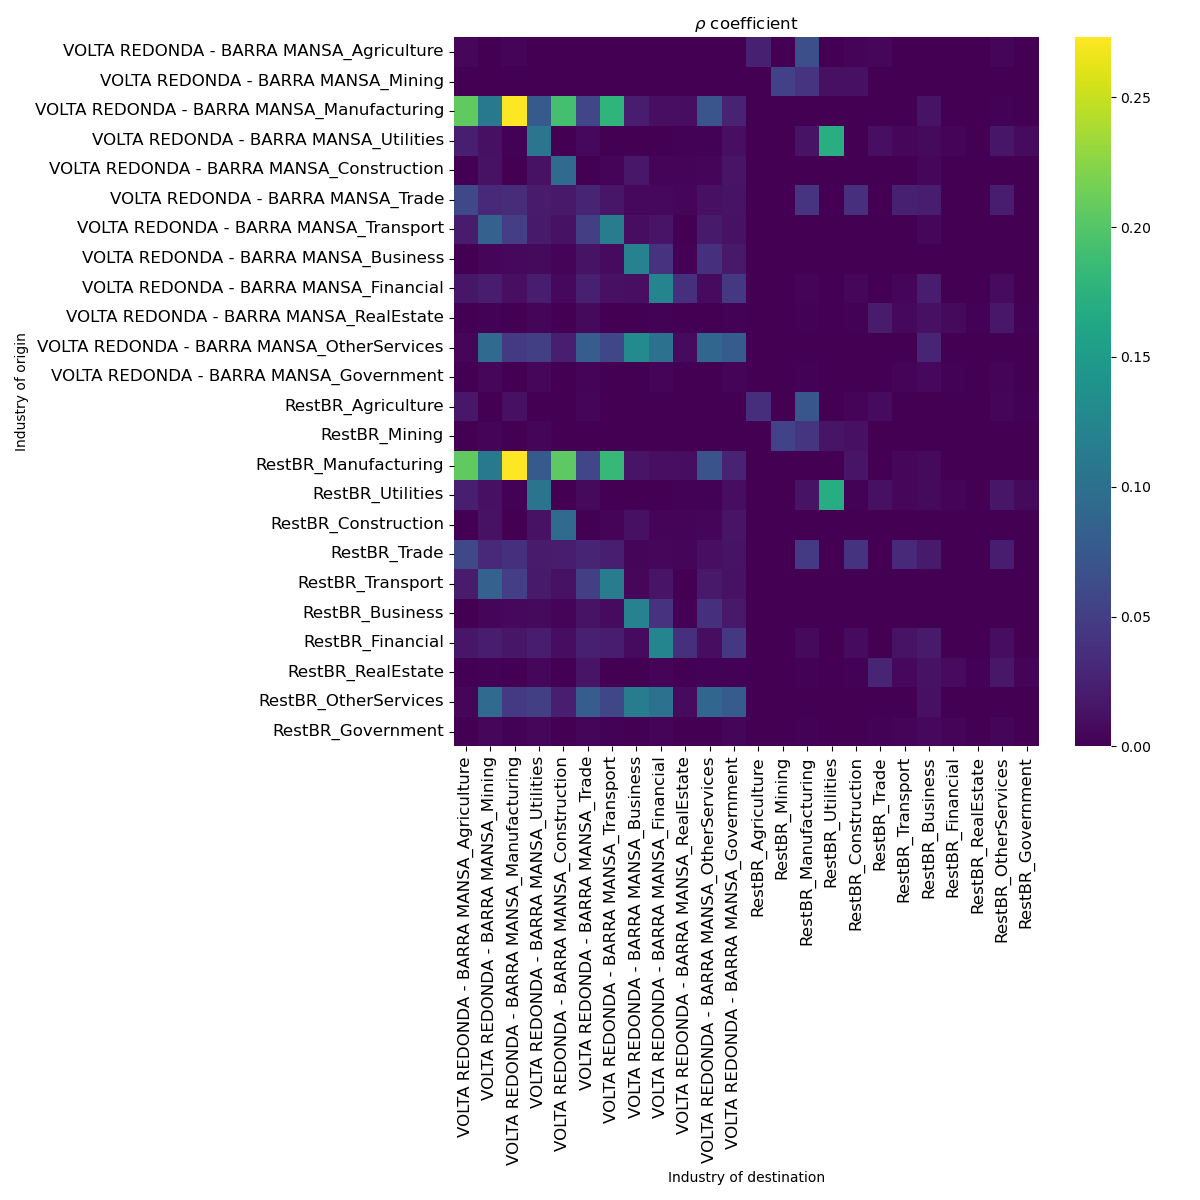 ρ coefficient
VOLTA REDONDA - BARRA MANSA_Agriculture
VOLTA REDONDA - BARRA MANSA_Mining
VOLTA REDONDA - BARRA MANSA_Manufacturing
VOLTA REDONDA - BARRA MANSA_Utilities
VOLTA REDONDA - BARRA MANSA_Construction
VOLTA REDONDA - BARRA MANSA_Trade
VOLTA REDONDA - BARRA MANSA_Transport
VOLTA REDONDA - BARRA MANSA_Business
VOLTA REDONDA - BARRA MANSA_Financial
VOLTA REDONDA - BARRA MANSA_RealEstate
VOLTA REDONDA - BARRA MANSA_OtherServices
VOLTA REDONDA - BARRA MANSA_Government
RestBR_Agriculture
RestBR_Mining
RestBR_Manufacturing
RestBR_Utilities
RestBR_Construction
RestBR_Trade
RestBR_Transport
RestBR_Business
RestBR_Financial
RestBR_RealEstate
RestBR_OtherServices
RestBR_Government
Industry of origin
VOLTA REDONDA - BARRA MANSA_Agriculture
VOLTA REDONDA - BARRA MANSA_Mining
VOLTA REDONDA - BARRA MANSA_Manufacturing
VOLTA REDONDA - BARRA MANSA_Utilities
VOLTA REDONDA - BARRA MANSA_Construction
VOLTA REDONDA - BARRA MANSA_Trade
VOLTA REDONDA - BARRA MANSA_Transport
VOLTA REDONDA - BARRA MANSA_Business
VOLTA REDONDA - BARRA MANSA_Financial
VOLTA REDONDA - BARRA MANSA_RealEstate
VOLTA REDONDA - BARRA MANSA_OtherServices
VOLTA REDONDA - BARRA MANSA_Government
RestBR_Agriculture
RestBR_Mining
RestBR_Manufacturing
RestBR_Utilities
RestBR_Construction
RestBR_Trade
RestBR_Transport
RestBR_Business
RestBR_Financial
RestBR_RealEstate
RestBR_OtherServices
RestBR_Government
Industry of destination
0.25
0.20
0.15
0.10
0.05
0.00